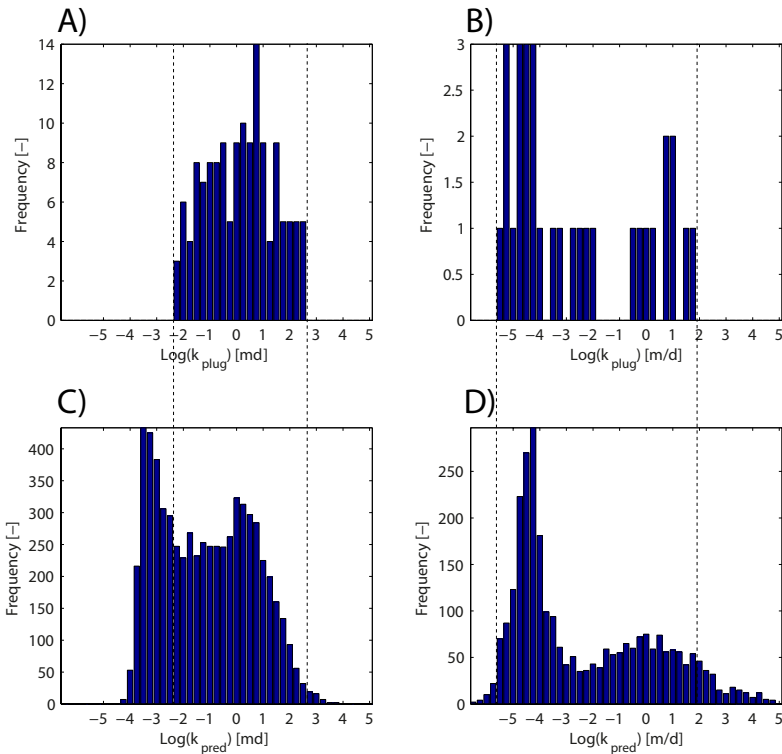 A)
14
12
10
8
6
4
2
0
Frequency [−]
−5 −4 −3 −2 −1 0 1 2 3 4 5
Log(k_plug) [md]
B)
3
2.5
2
1.5
1
0.5
0
Frequency [−]
−5 −4 −3 −2 −1 0 1 2 3 4 5
Log(k_plug) [m/d]
C)
400
350
300
250
200
150
100
50
0
Frequency [−]
−5 −4 −3 −2 −1 0 1 2 3 4 5
Log(k_pred) [md]
D)
250
200
150
100
50
0
Frequency [−]
−5 −4 −3 −2 −1 0 1 2 3 4 5
Log(k_pred) [m/d]